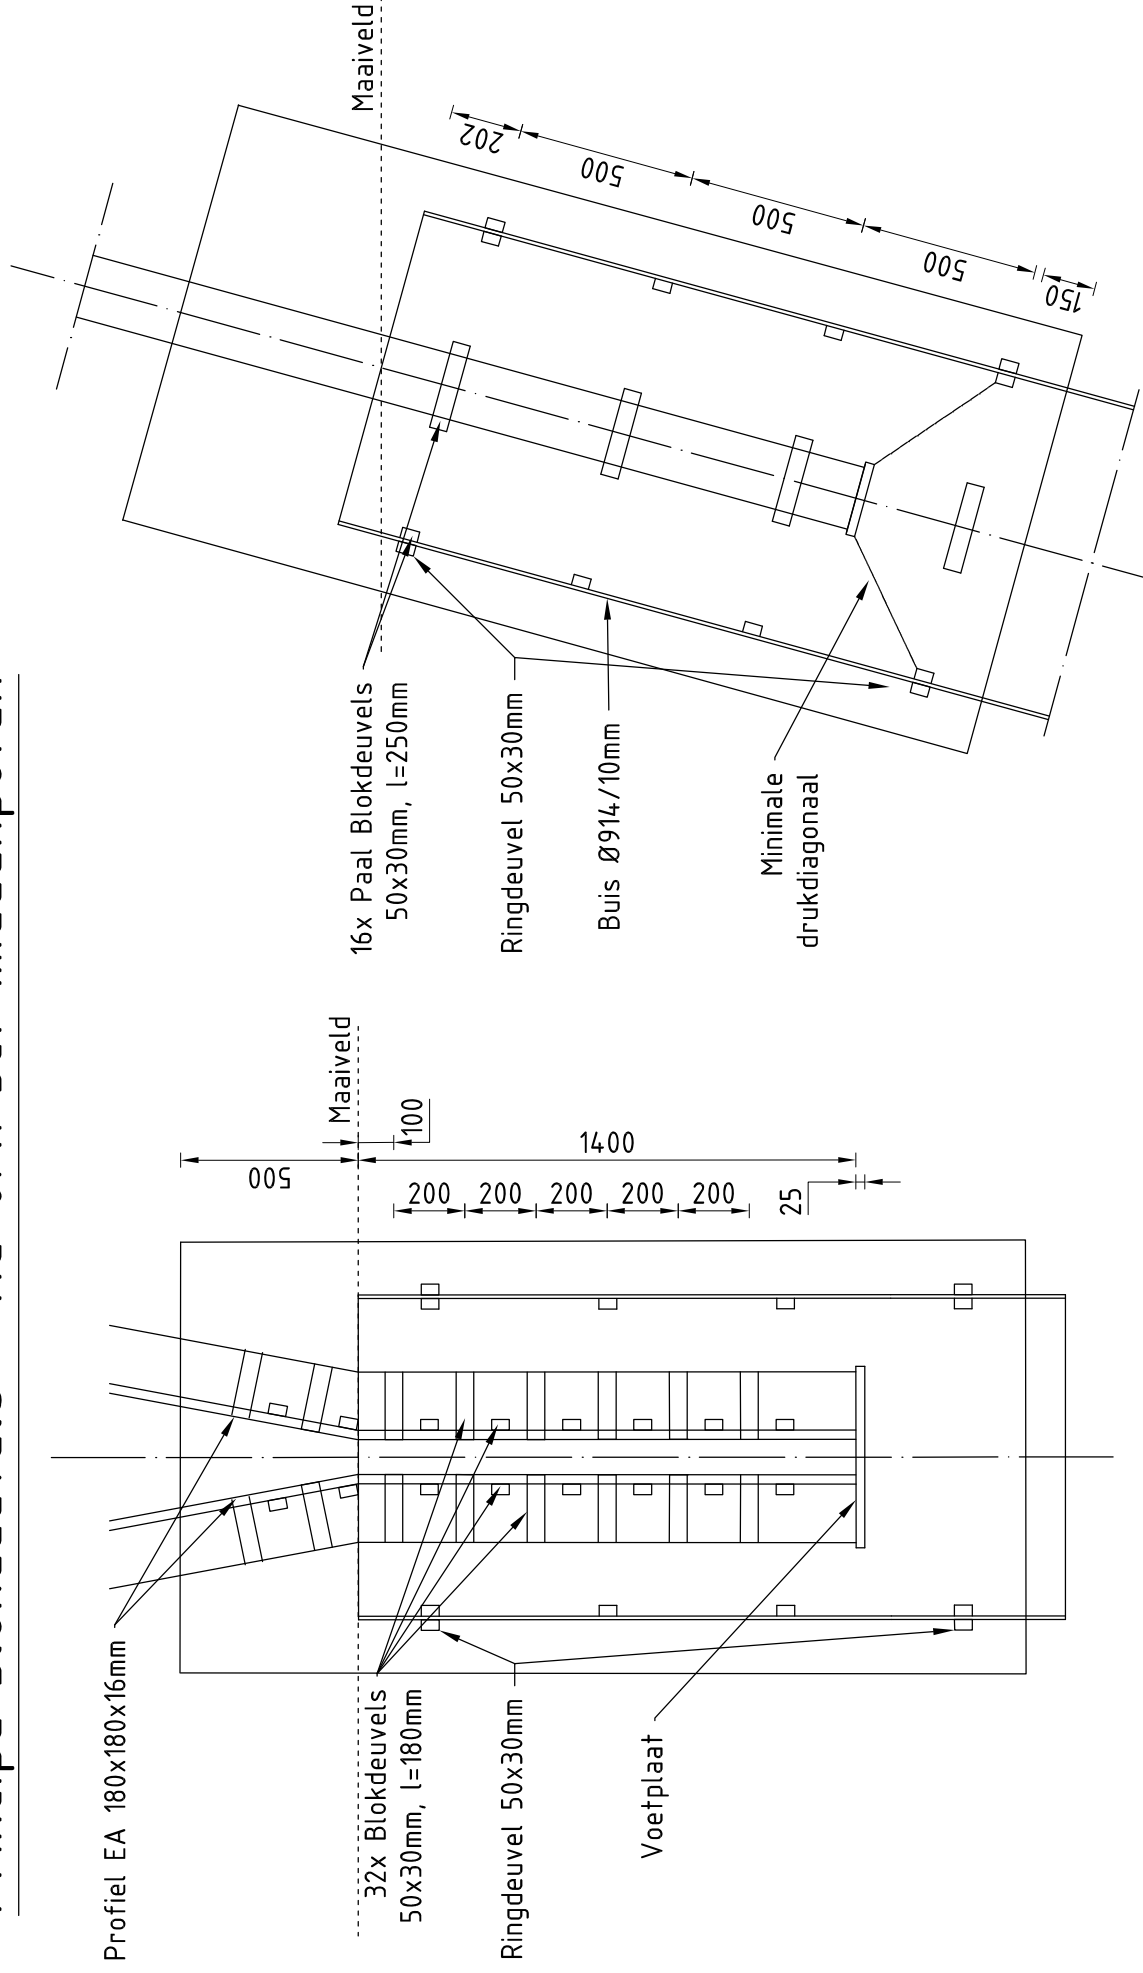 Profiel EA 180x180x16mm
32x Blokdeuvels
50x30mm, l=180mm
Ringdeuvel 50x30mm
Voetplaat
Maaiveld
500
100
1400
200
200
200
200
200
25
16x Paal Blokdeuvels
50x30mm, l=250mm
Ringdeuvel 50x30mm
Buis Ø914/10mm
Minimale
drukdiagonaal
Maaiveld
202
500
500
500
150